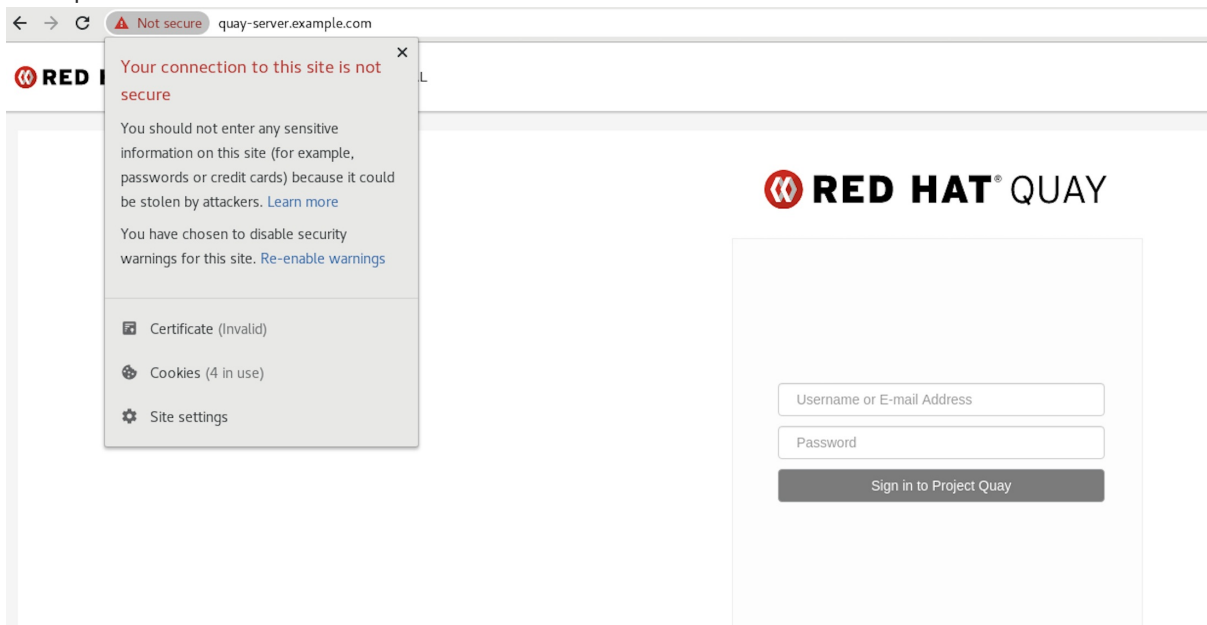 Not secure quay-server.example.com
RED
Your connection to this site is not
secure
You should not enter any sensitive
information on this site (for example,
passwords or credit cards) because it could
be stolen by attackers. Learn more
You have chosen to disable security
warnings for this site. Re-enable warnings
Certificate (Invalid)
Cookies (4 in use)
Site settings
RED HAT® QUAY
Username or E-mail Address
Password
Sign in to Project Quay